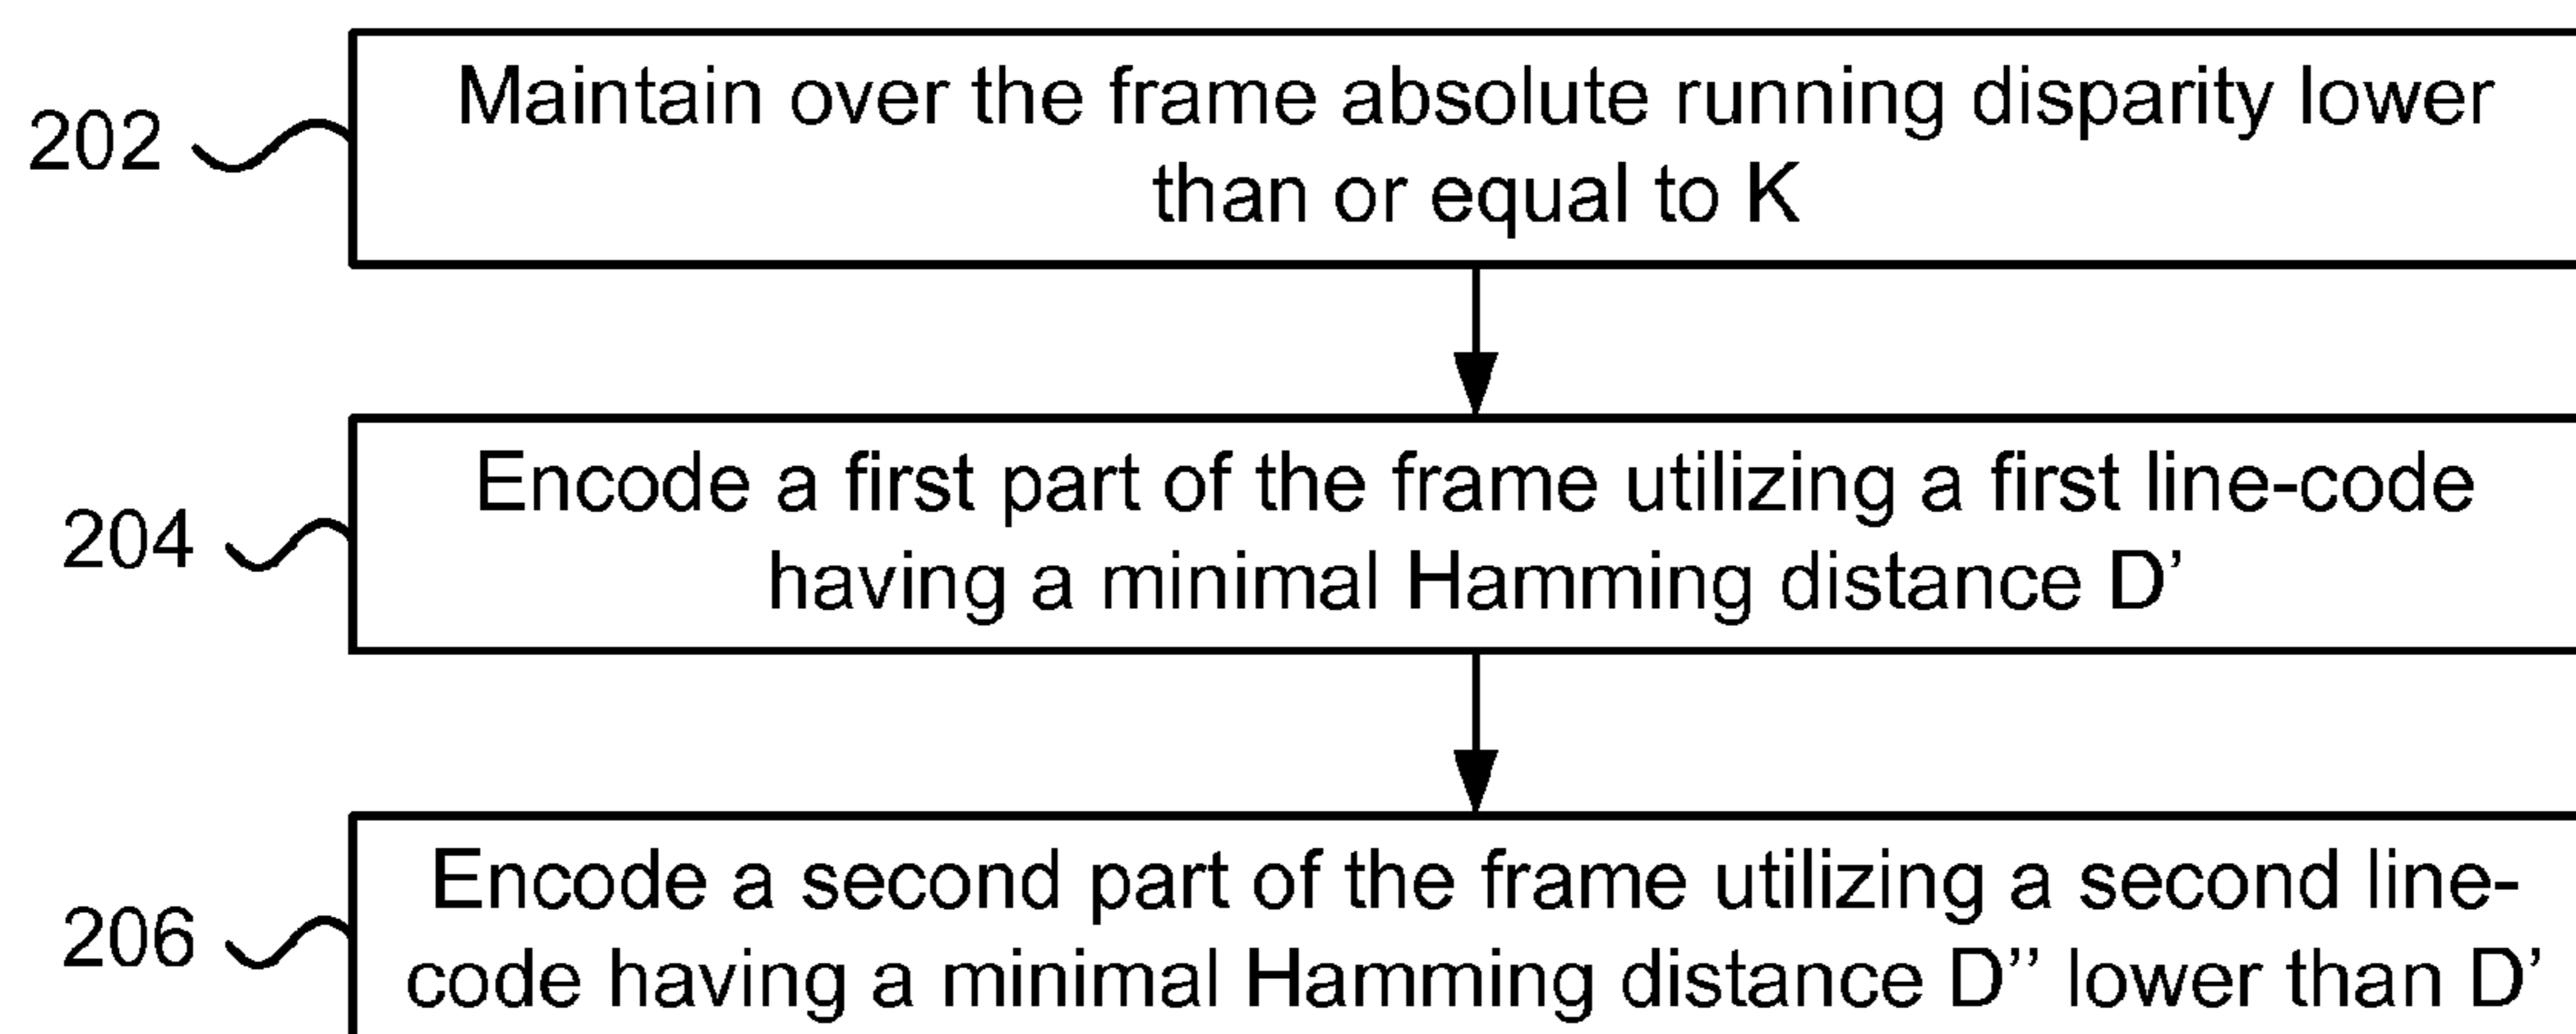 202
Maintain over the frame absolute running disparity lower
than or equal to K
204
Encode a first part of the frame utilizing a first line-code
having a minimal Hamming distance D’
206
Encode a second part of the frame utilizing a second line-
code having a minimal Hamming distance D’’ lower than D’